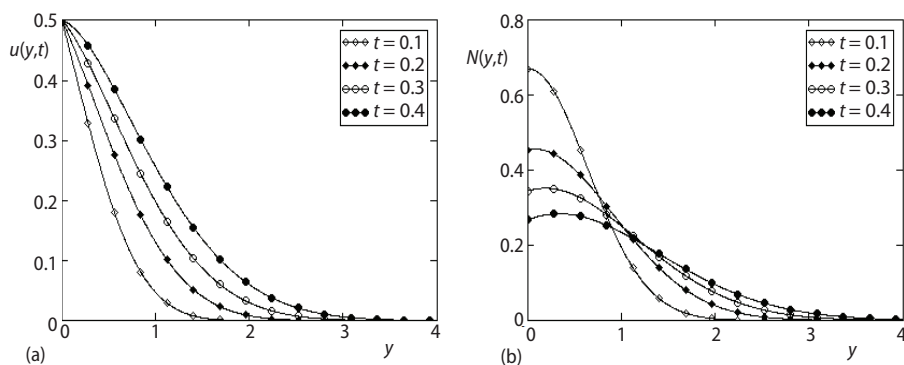 0.5
u(y,t)
0.4
0.3
0.2
0.1
0
0 1 2 3 4
y
(a)
t = 0.1
t = 0.2
t = 0.3
t = 0.4
0.8
N(y,t)
0.6
0.4
0.2
0
0 1 2 3 4
y
(b)
t = 0.1
t = 0.2
t = 0.3
t = 0.4